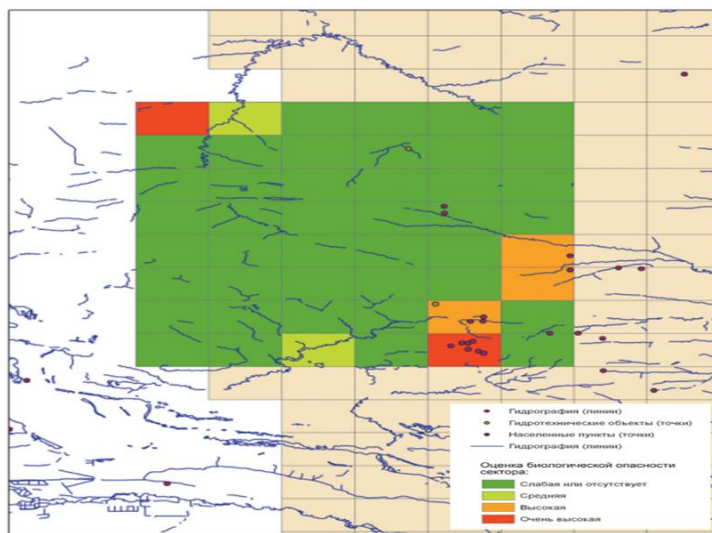 Гидрография (линии)
Гидротехнические объекты (точки)
Населенные пункты (точки)
Гидрография (линии)
Оценка биологической опасности
сектора:
Слабая или отсутствует
Средняя
Высокая
Очень высокая